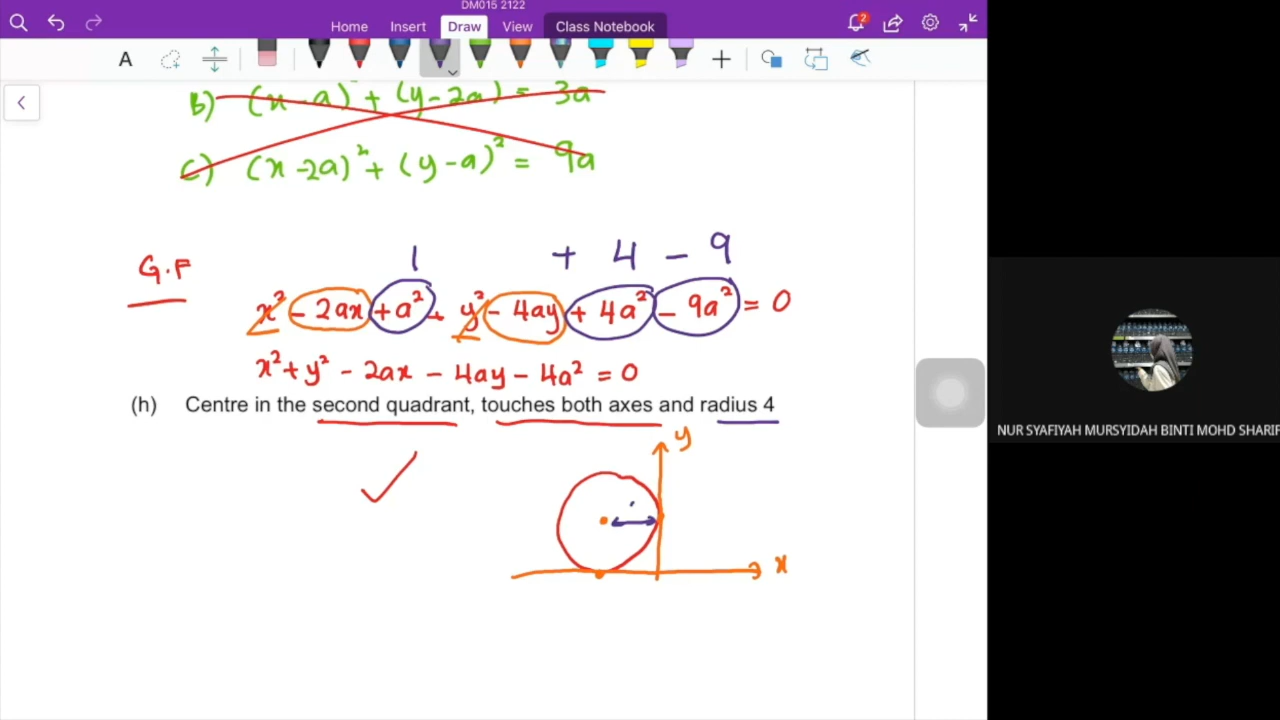 DM015 2122
Home Insert Draw View Class Notebook
2
A
B) (x - a)² + (y - 2a) = 3a
C) (x - 2a)² + (y - a)² = 9a
1 + 4 - 9
G.F
x² - 2ax + a² + y² - 4ay + 4a² - 9a² = 0
x² + y² - 2ax - 4ay - 4a² = 0
(h) Centre in the second quadrant, touches both axes and radius 4
y
x
NUR SYAFIYAH MURSYIDAH BINTI MOHD SHARIF